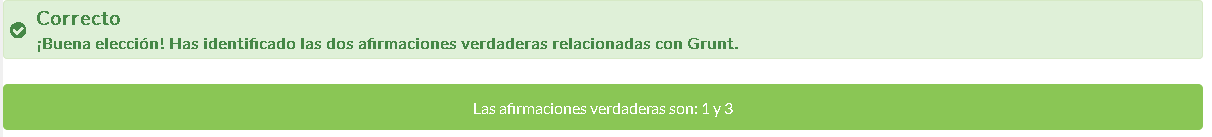 Correcto
¡Buena elección! Has identificado las dos afirmaciones verdaderas relacionadas con Grunt.
Las afirmaciones verdaderas son: 1 y 3